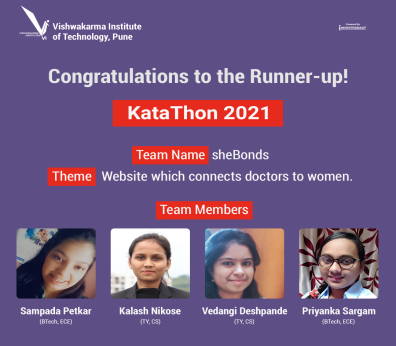 Vishwakarma Institute
of Technology, Pune
Congratulations to the Runner-up!
KataThon 2021
Team Name sheBonds
Theme Website which connects doctors to women.
Team Members
Sampada Petkar
(BTech, ECE)
Kalash Nikose
(TY, CS)
Vedangi Deshpande
(TY, CS)
Priyanka Sargam
(BTech, ECE)